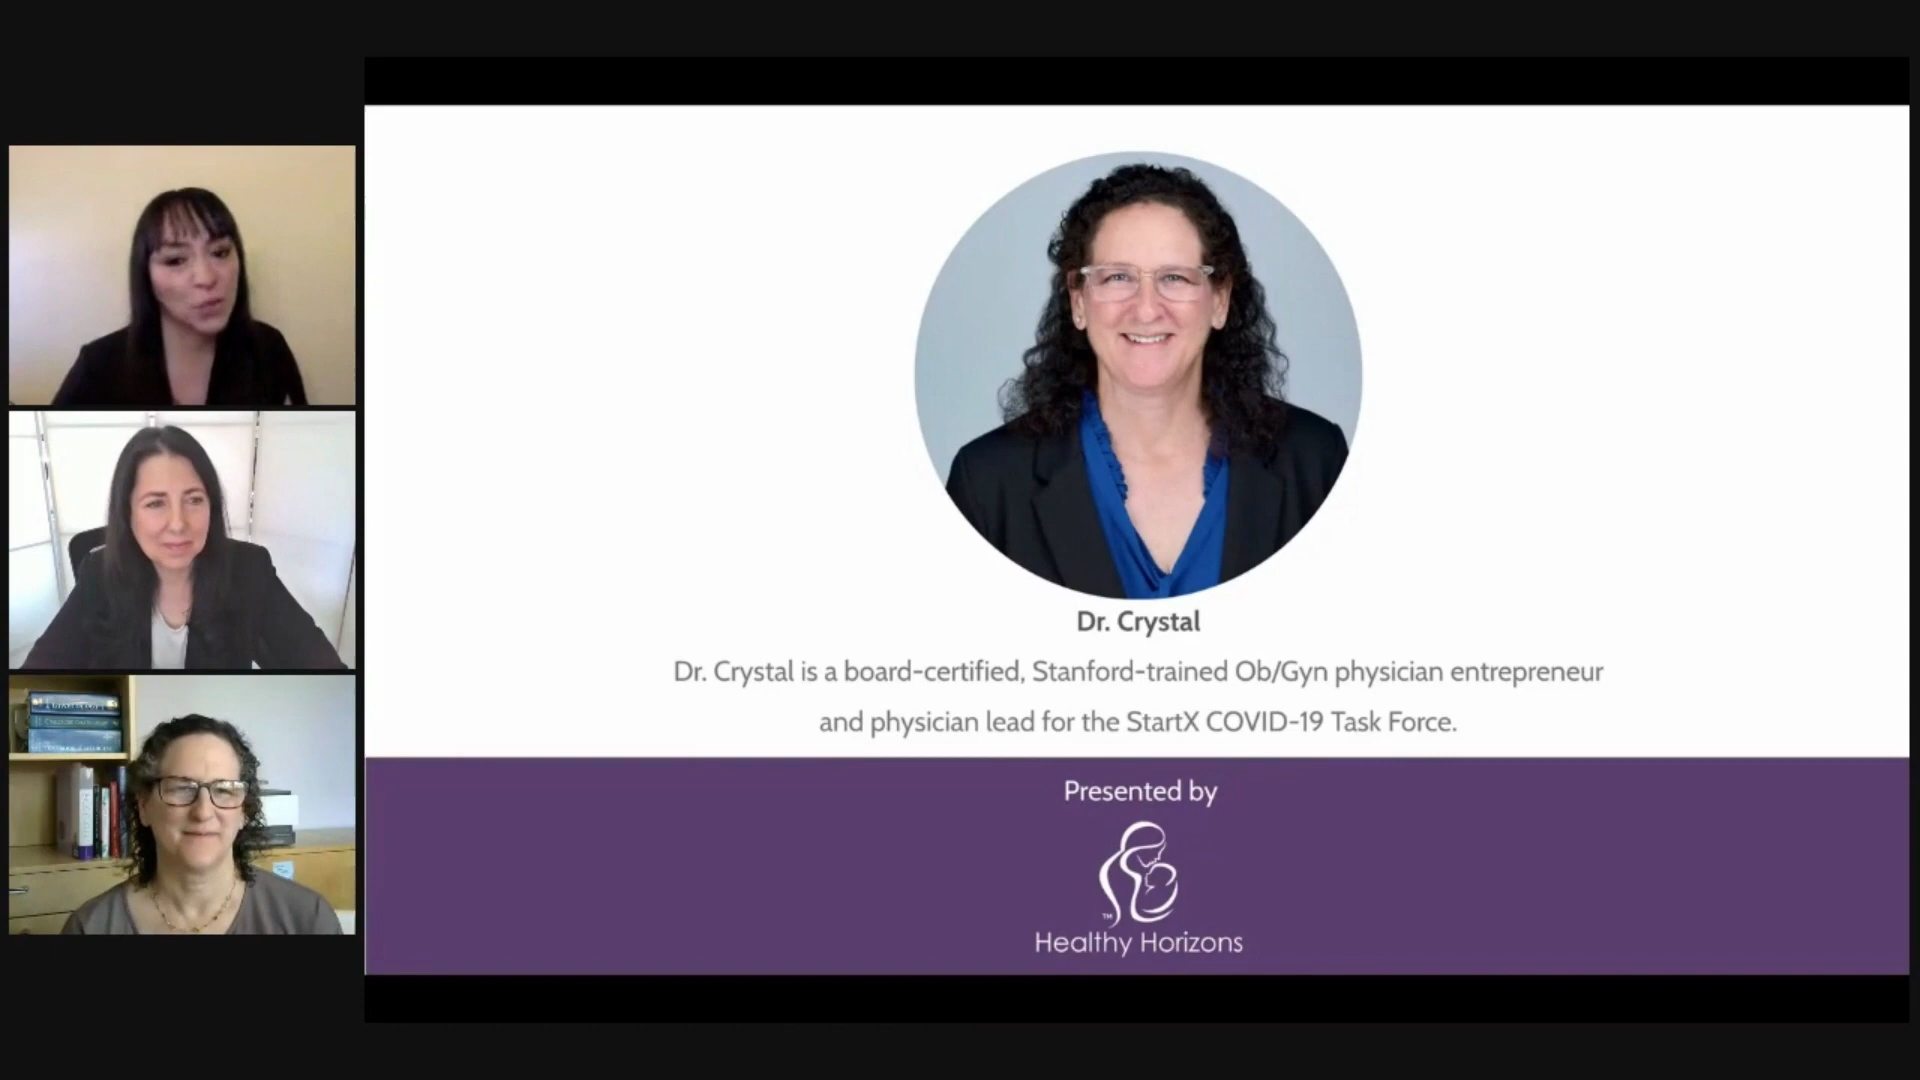 Dr. Crystal
Dr. Crystal is a board-certified, Stanford-trained Ob/Gyn physician entrepreneur
and physician lead for the StartX COVID-19 Task Force.
Presented by
TM
Healthy Horizons